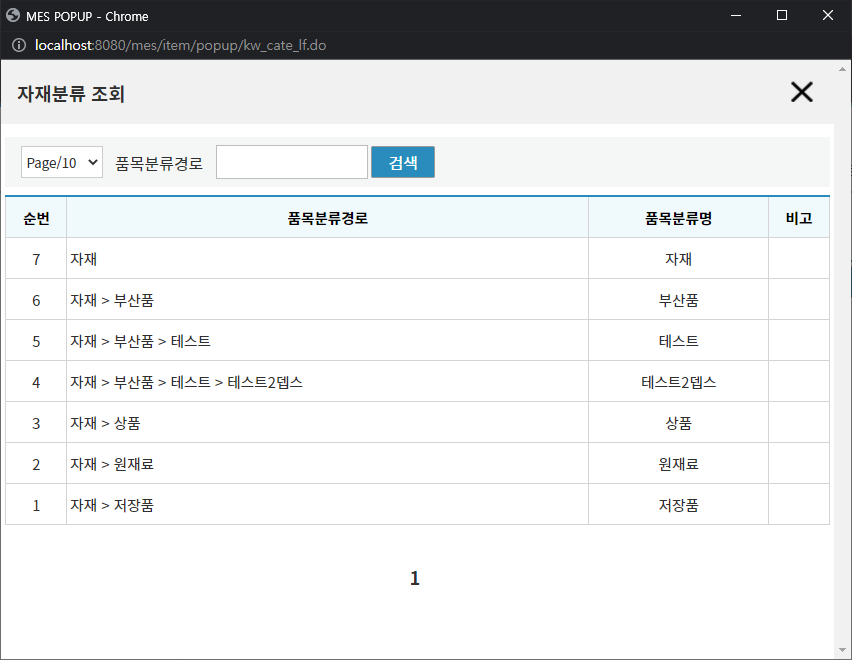 MES POPUP - Chrome
localhost:8080/mes/item/popup/kw_cate_lf.do
자재분류 조회
Page/10 품목분류경로 검색
순번 품목분류경로 품목분류명 비고
7 자재 자재
6 자재 > 부산품 부산품
5 자재 > 부산품 > 테스트 테스트
4 자재 > 부산품 > 테스트 > 테스트2뎁스 테스트2뎁스
3 자재 > 상품 상품
2 자재 > 원재료 원재료
1 자재 > 저장품 저장품
1